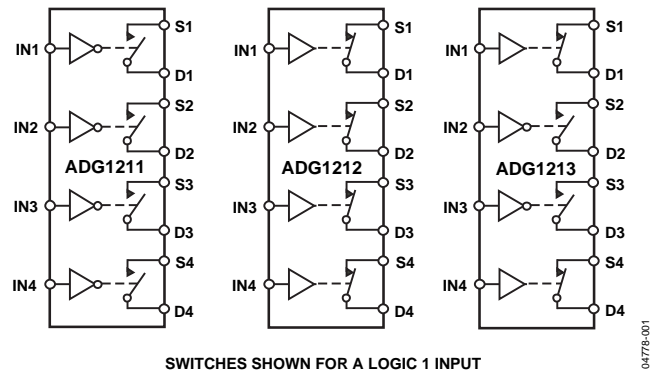 S1
IN1
D1
S2
IN2
D2
ADG1211
S3
IN3
D3
S4
IN4
D4
S1
IN1
D1
S2
IN2
D2
ADG1212
S3
IN3
D3
S4
IN4
D4
S1
IN1
D1
S2
IN2
D2
ADG1213
S3
IN3
D3
S4
IN4
D4
SWITCHES SHOWN FOR A LOGIC 1 INPUT
04778-001